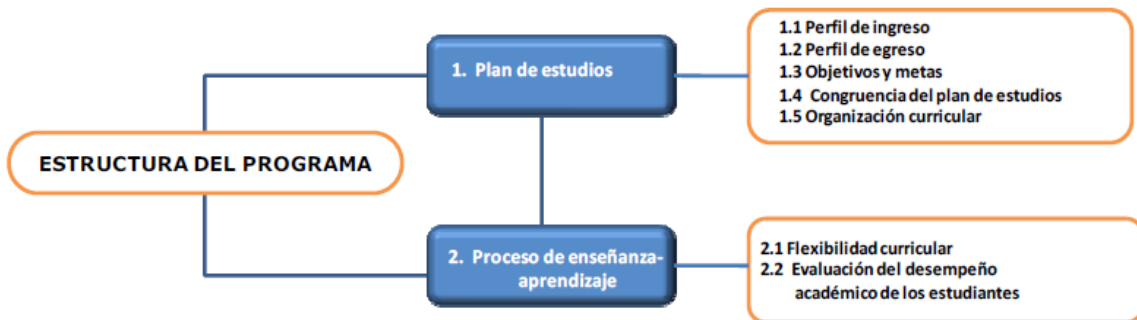 ESTRUCTURA DEL PROGRAMA
1. Plan de estudios
1.1 Perfil de ingreso
1.2 Perfil de egreso
1.3 Objetivos y metas
1.4 Congruencia del plan de estudios
1.5 Organización curricular
2. Proceso de enseñanza-
aprendizaje
2.1 Flexibilidad curricular
2.2 Evaluación del desempeño
académico de los estudiantes